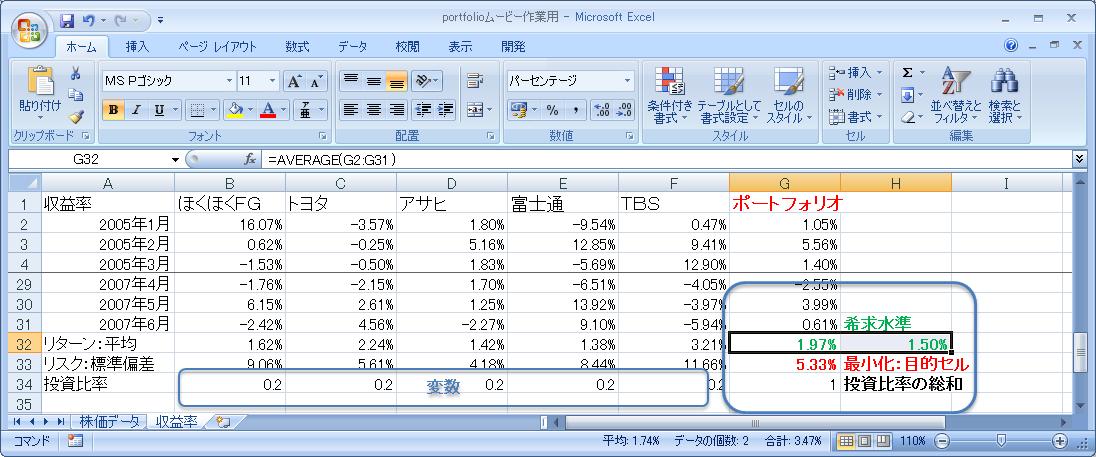 portfolioムービー作業用 - Microsoft Excel
ホーム 挿入 ページ レイアウト 数式 データ 校閲 表示 開発
貼り付け MS Pゴシック 11 パーセンテージ 条件付き書式 テーブルとして書式設定 セルのスタイル 挿入 削除 書式 並べ替えとフィルタ 検索と選択
クリップボード フォント 配置 数値 スタイル セル 編集
G32 fx =AVERAGE(G2:G31)
A B C D E F G H I
1 収益率 ほくほくFG トヨタ アサヒ 富士通 TBS ポートフォリオ
2 2005年1月 16.07% -3.57% 1.80% -9.54% 0.47% 1.05%
3 2005年2月 0.62% -0.25% 5.16% 12.85% 9.41% 5.56%
4 2005年3月 -1.53% -0.50% 1.83% -5.69% 12.90% 1.40%
29 2007年4月 -1.76% -2.15% 1.70% -6.51% -4.05% -2.55%
30 2007年5月 6.15% 2.61% 1.25% 13.92% -3.97% 3.99%
31 2007年6月 -2.42% 4.56% -2.27% 9.10% -5.94% 0.61% 希求水準
32 リターン:平均 1.62% 2.24% 1.42% 1.38% 3.21% 1.97% 1.50%
33 リスク:標準偏差 9.06% 5.61% 4.18% 8.44% 11.66% 5.33% 最小化:目的セル
34 投資比率 0.2 0.2 変数 0.2 0.2 0.2 1 投資比率の総和
35
株価データ 収益率
コマンド 平均: 1.74% データの個数: 2 合計: 3.47% 110%